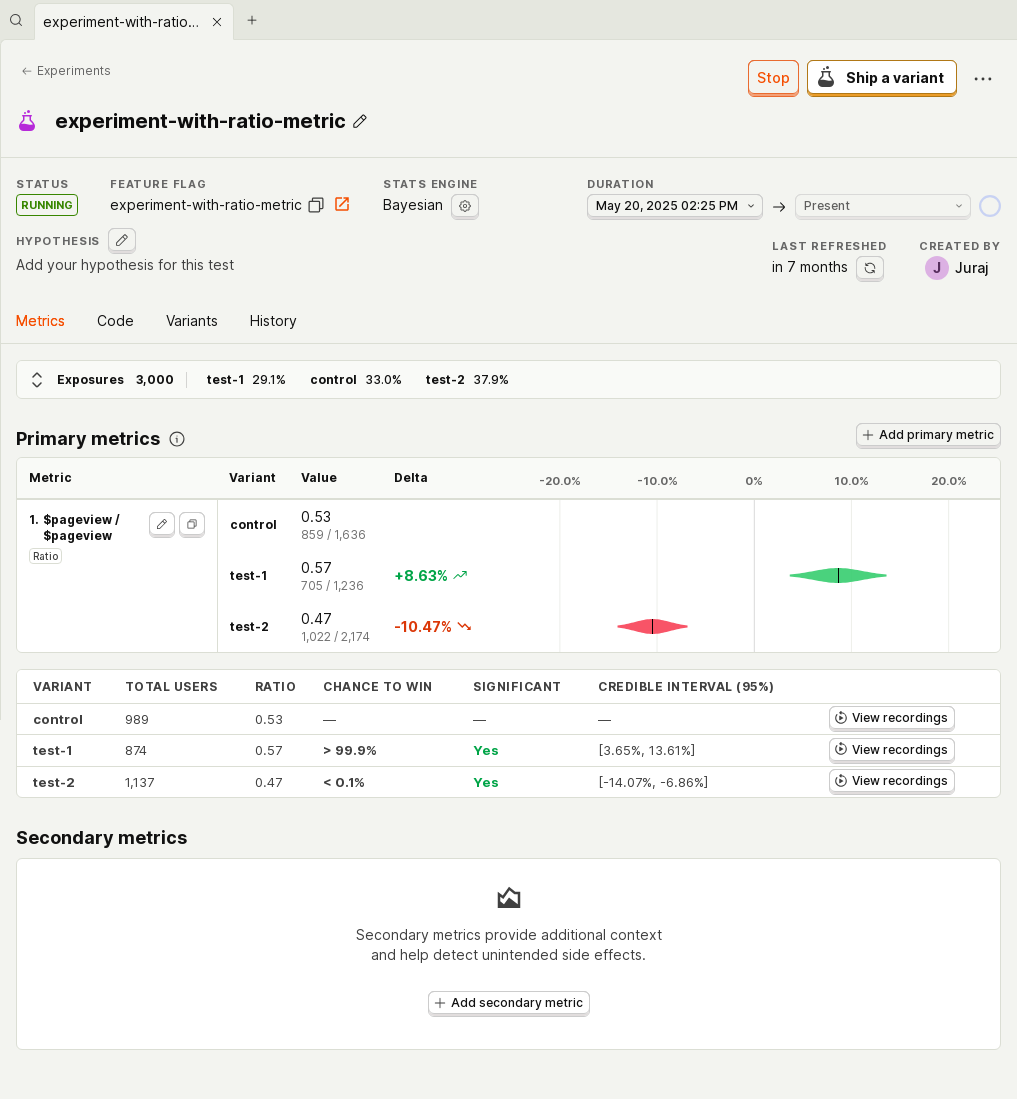 experiment-with-ratio...
Experiments
Stop
Ship a variant
experiment-with-ratio-metric
STATUS
FEATURE FLAG
STATS ENGINE
DURATION
RUNNING
experiment-with-ratio-metric
Bayesian
May 20, 2025 02:25 PM
Present
HYPOTHESIS
LAST REFRESHED
CREATED BY
Add your hypothesis for this test
in 7 months
J Juraj
Metrics Code Variants History
Exposures 3,000 test-1 29.1% control 33.0% test-2 37.9%
Primary metrics
Add primary metric
Metric Variant Value Delta -20.0% -10.0% 0% 10.0% 20.0%
1. $pageview /
$pageview
Ratio
control 0.53
859 / 1,636
test-1 0.57 +8.63%
705 / 1,236
test-2 0.47 -10.47%
1,022 / 2,174
VARIANT TOTAL USERS RATIO CHANCE TO WIN SIGNIFICANT CREDIBLE INTERVAL (95%)
control 989 0.53 — — — View recordings
test-1 874 0.57 > 99.9% Yes [3.65%, 13.61%] View recordings
test-2 1,137 0.47 < 0.1% Yes [-14.07%, -6.86%] View recordings
Secondary metrics
Secondary metrics provide additional context
and help detect unintended side effects.
Add secondary metric